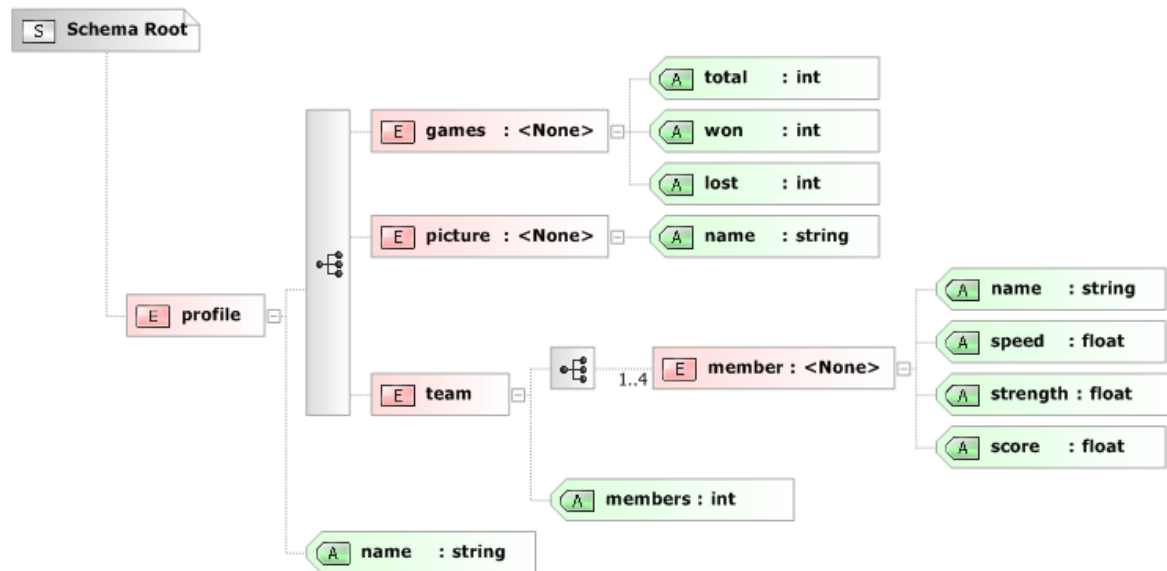 S Schema Root
A total : int
E games : <None>
A won : int
A lost : int
E picture : <None>
A name : string
A name : string
E profile
A speed : float
E member : <None>
1..4
E team
A strength : float
A score : float
A members : int
A name : string